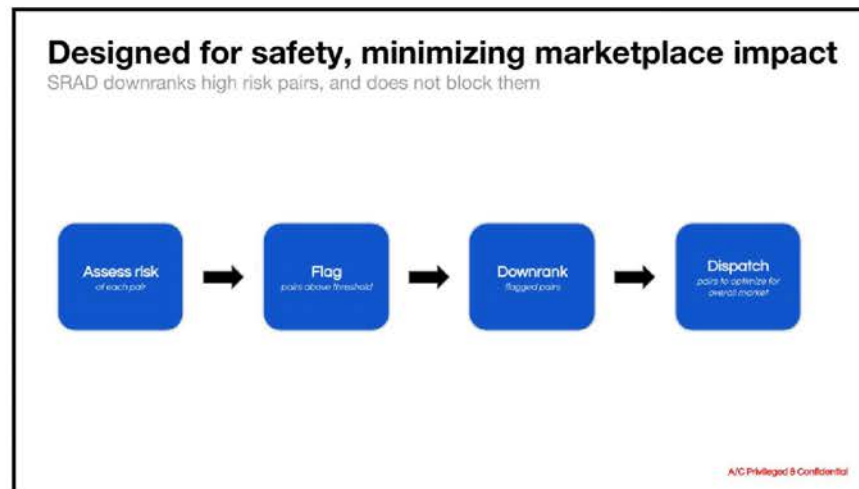 Designed for safety, minimizing marketplace impact
SRAD downranks high risk pairs, and does not block them
Assess risk
of each pair
Flag
pairs above threshold
Downrank
flagged pairs
Dispatch
pairs to optimize for
overall market
A/C Privileged & Confidential